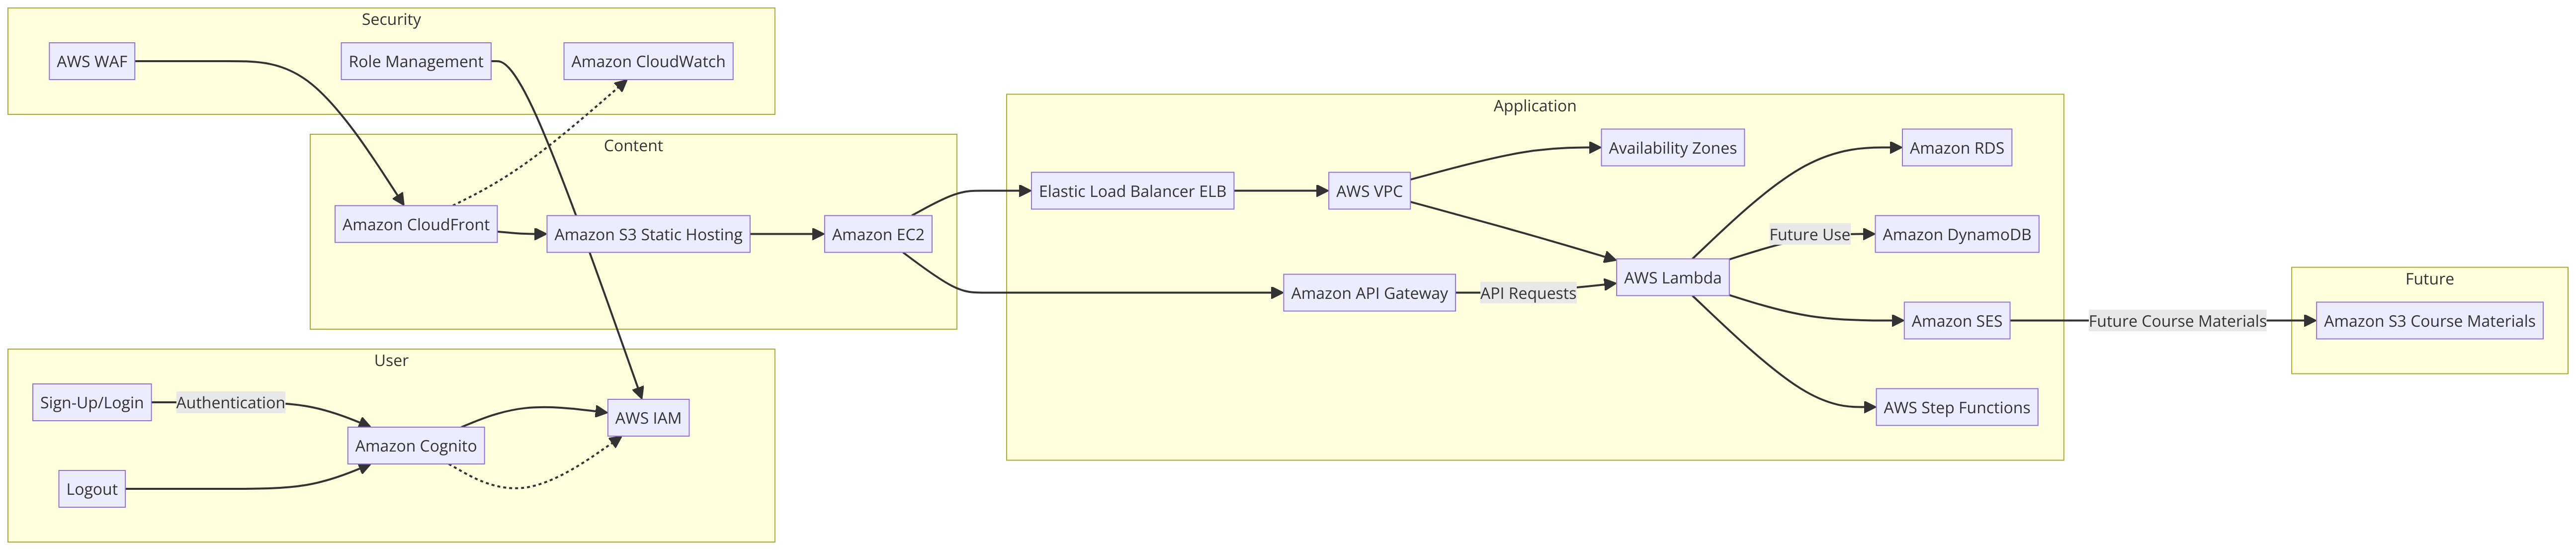 Security
AWS WAF
Role Management
Amazon CloudWatch
Content
Amazon CloudFront
Amazon S3 Static Hosting
Amazon EC2
User
Sign-Up/Login
Authentication
Amazon Cognito
AWS IAM
Logout
Application
Elastic Load Balancer ELB
AWS VPC
Availability Zones
Amazon RDS
Future Use
Amazon DynamoDB
Amazon API Gateway
API Requests
AWS Lambda
Amazon SES
AWS Step Functions
Future Course Materials
Future
Amazon S3 Course Materials